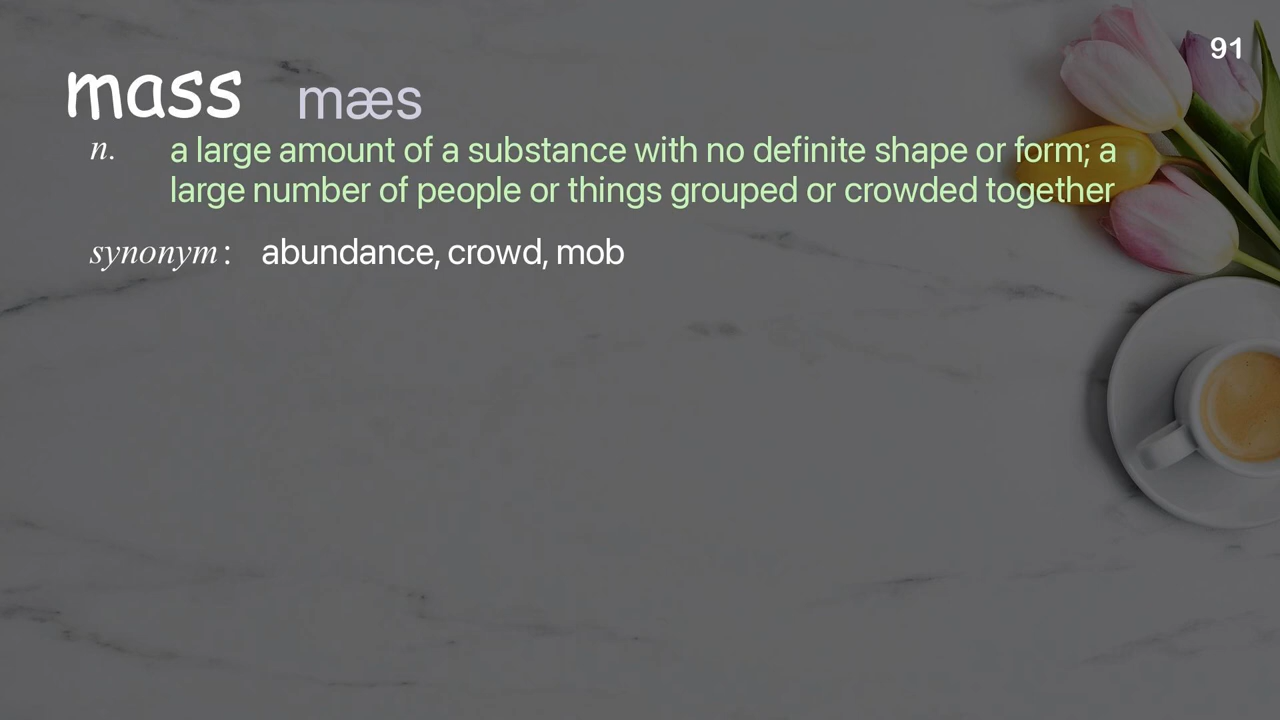 91
mass mæs
n. a large amount of a substance with no definite shape or form; a
large number of people or things grouped or crowded together
synonym: abundance, crowd, mob